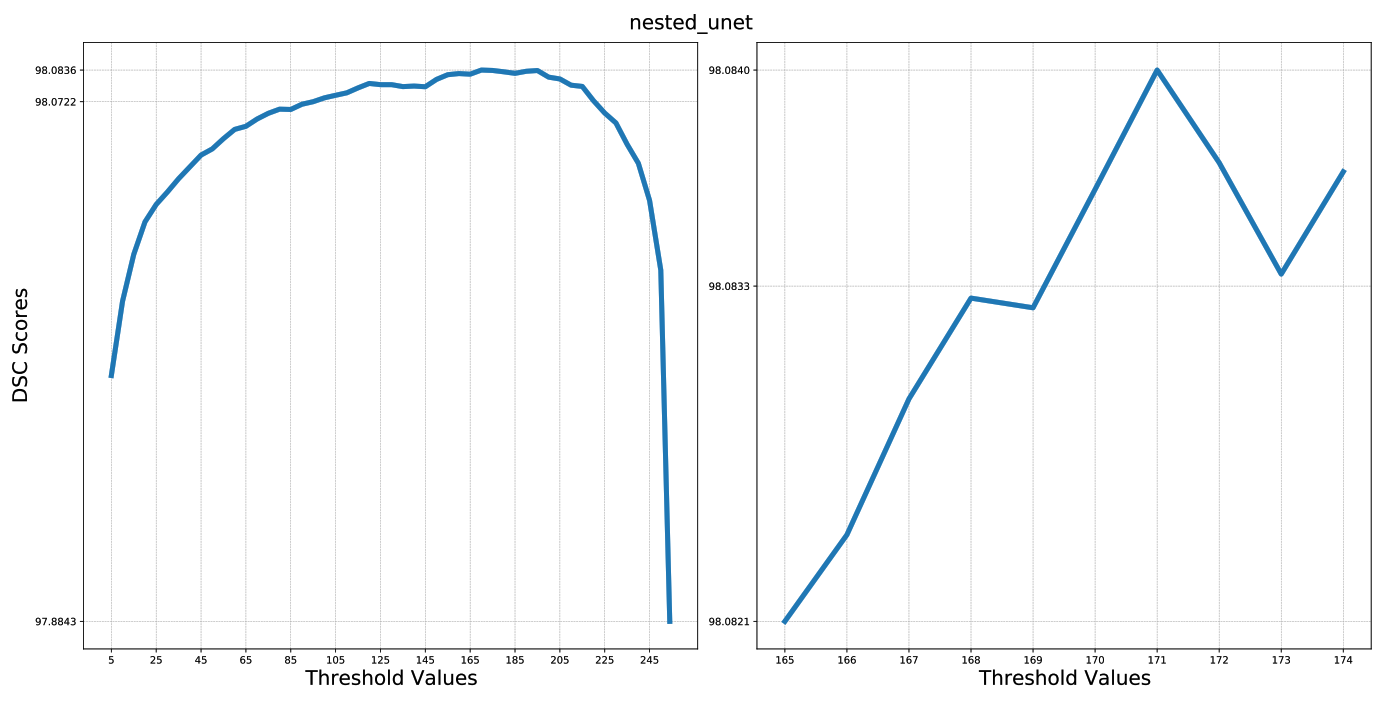 nested_unet
DSC Scores
98.0836
98.0722
97.8843
5 25 45 65 85 105 125 145 165 185 205 225 245
Threshold Values
98.0840
98.0833
98.0821
165 166 167 168 169 170 171 172 173 174
Threshold Values